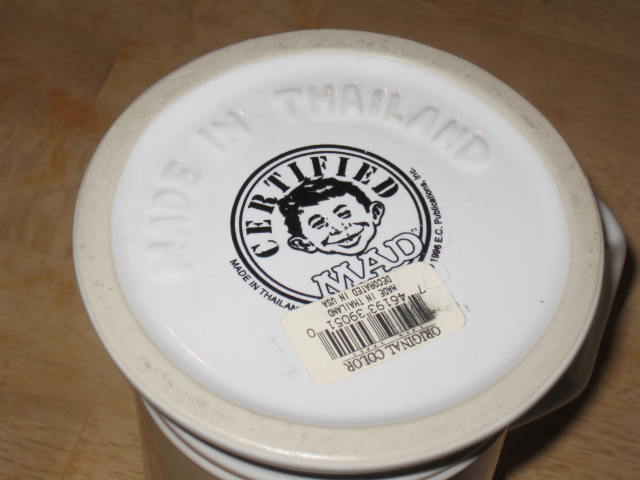 MADE IN THAILAND
CERTIFIED
MAD
MADE IN THAILAN
1996 E.C. Publications, Inc.
ORIGINAL COLOR
7 46193 39051 0
MADE IN THAILAND
DECORATED IN USA